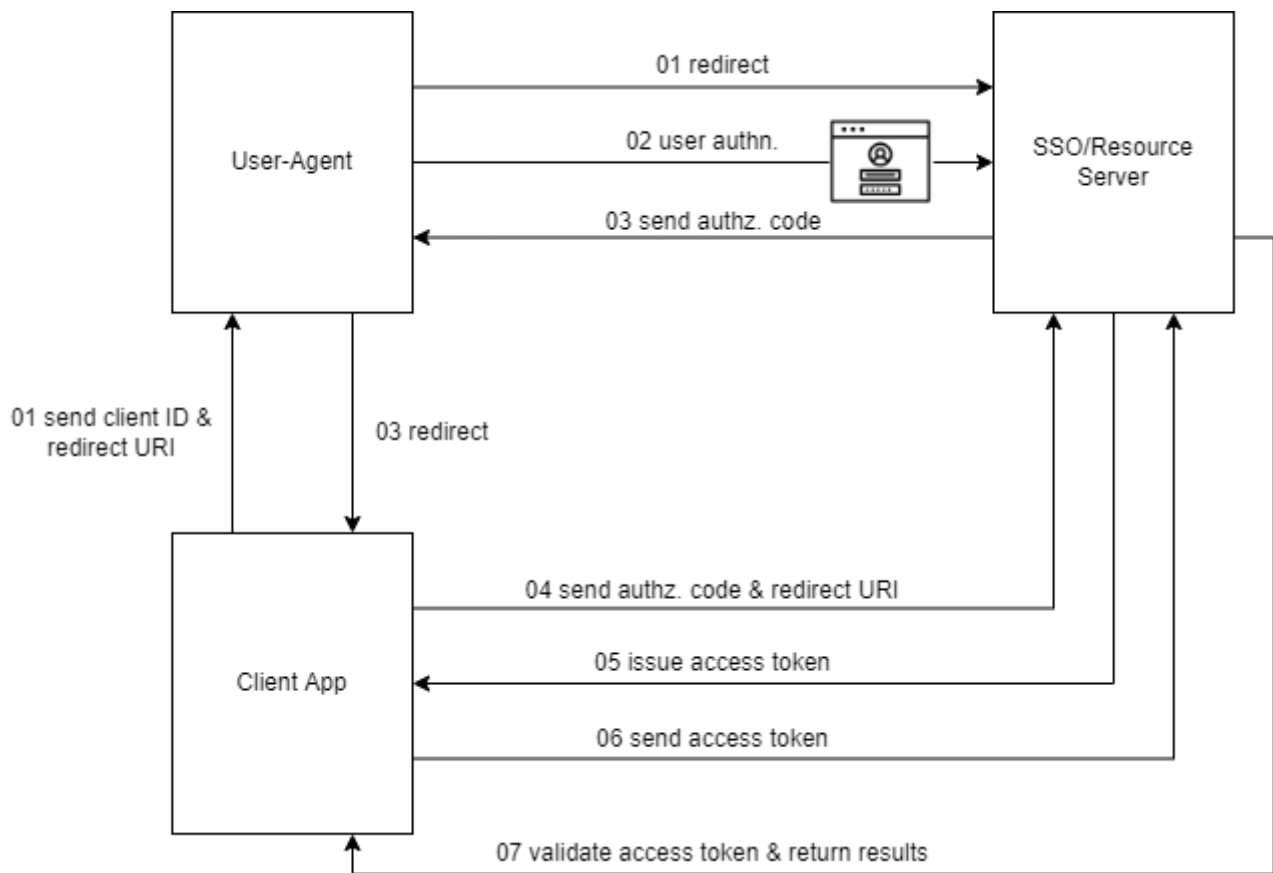 01 redirect
User-Agent
02 user authn.
SSO/Resource
Server
03 send authz. code
01 send client ID &
redirect URI
03 redirect
04 send authz. code & redirect URI
Client App
05 issue access token
06 send access token
07 validate access token & return results